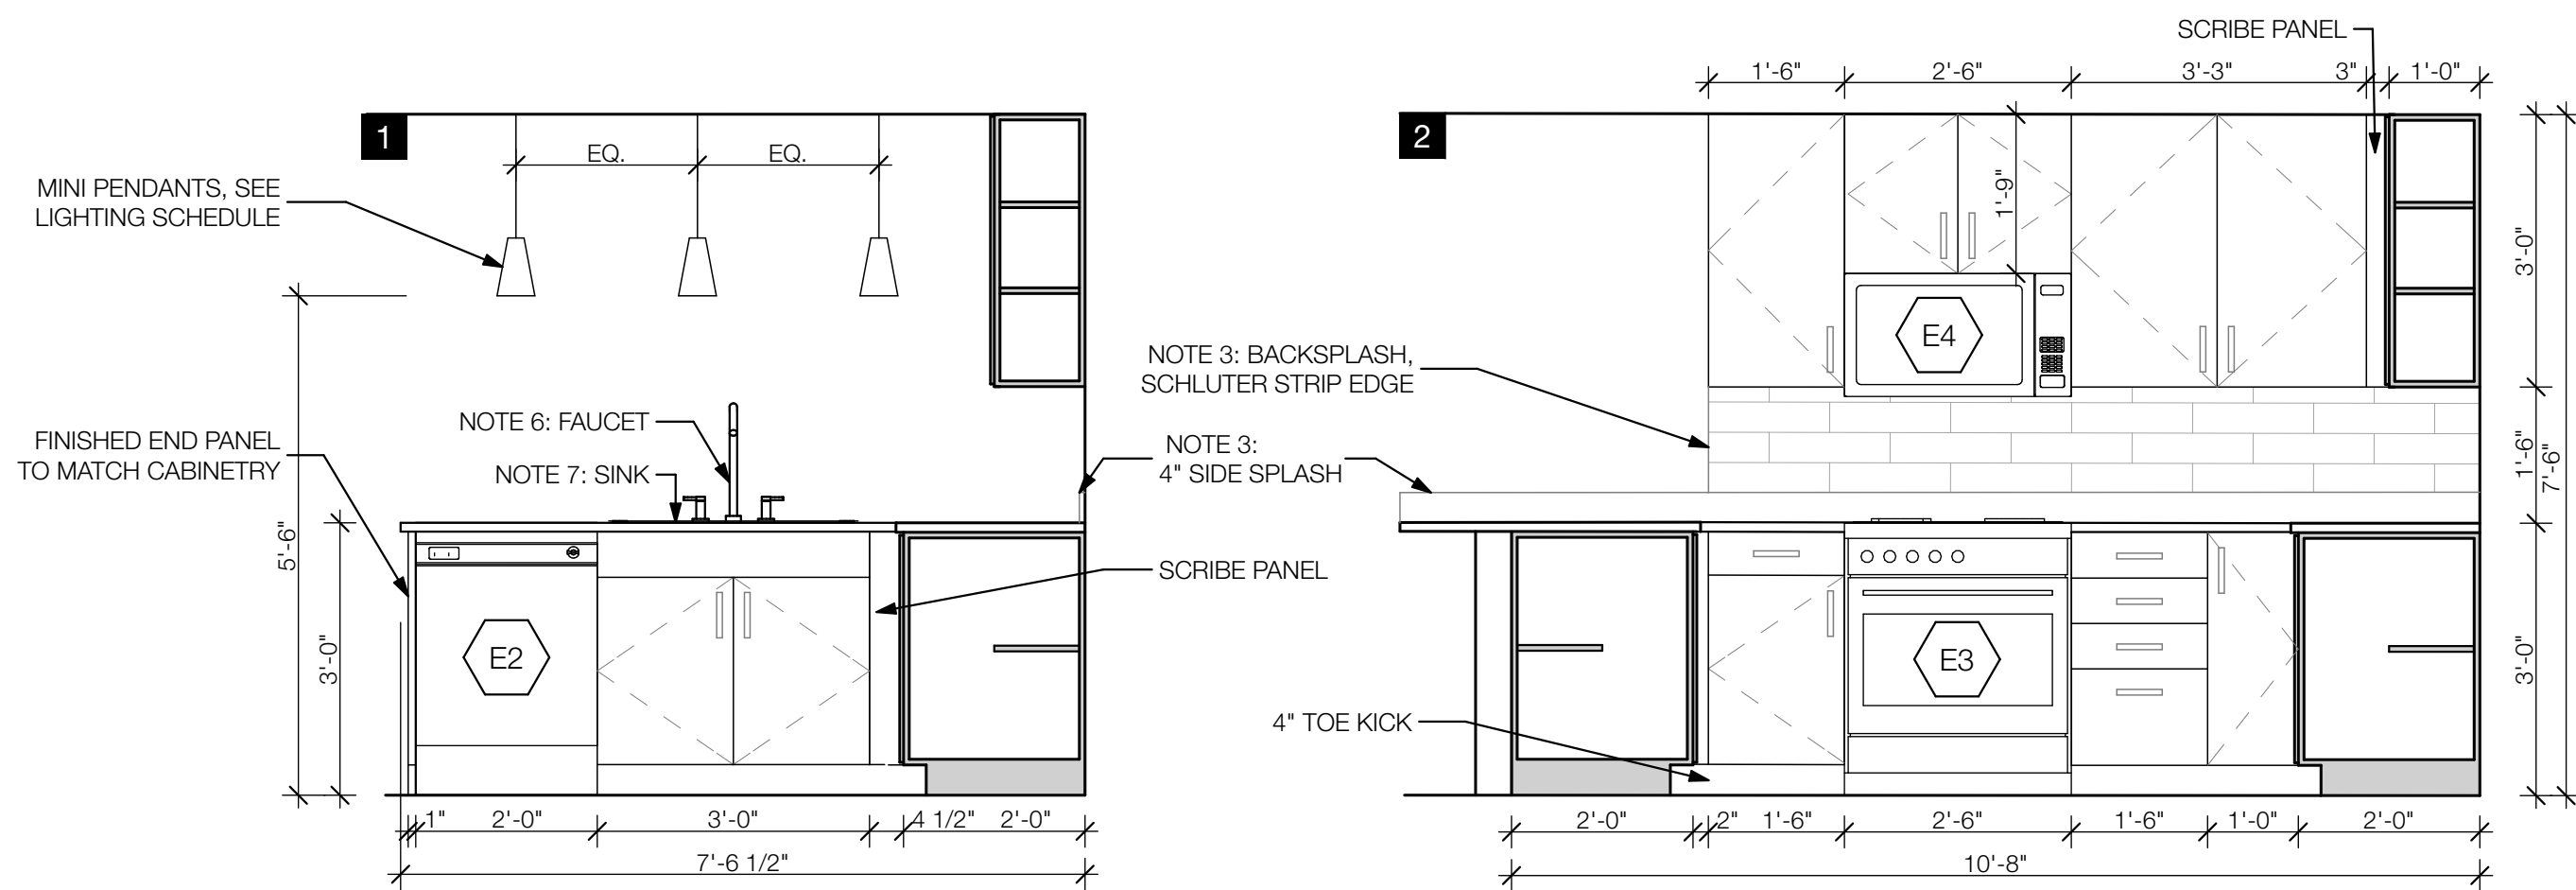 SCRIBE PANEL
1'-6" 2'-6" 3'-3" 3" 1'-0"
1
2
EQ. EQ.
MINI PENDANTS, SEE
LIGHTING SCHEDULE
1'-9"
3'-0"
E4
NOTE 3: BACKSPLASH,
SCHLUTER STRIP EDGE
NOTE 6: FAUCET
FINISHED END PANEL
TO MATCH CABINETRY
NOTE 7: SINK
NOTE 3:
4" SIDE SPLASH
1'-6"
7'-6"
5'-6"
3'-0"
SCRIBE PANEL
E2
E3
3'-0"
4" TOE KICK
1" 2'-0" 3'-0" 4 1/2" 2'-0"
7'-6 1/2"
2'-0" 2" 1'-6" 2'-6" 1'-6" 1'-0" 2'-0"
10'-8"